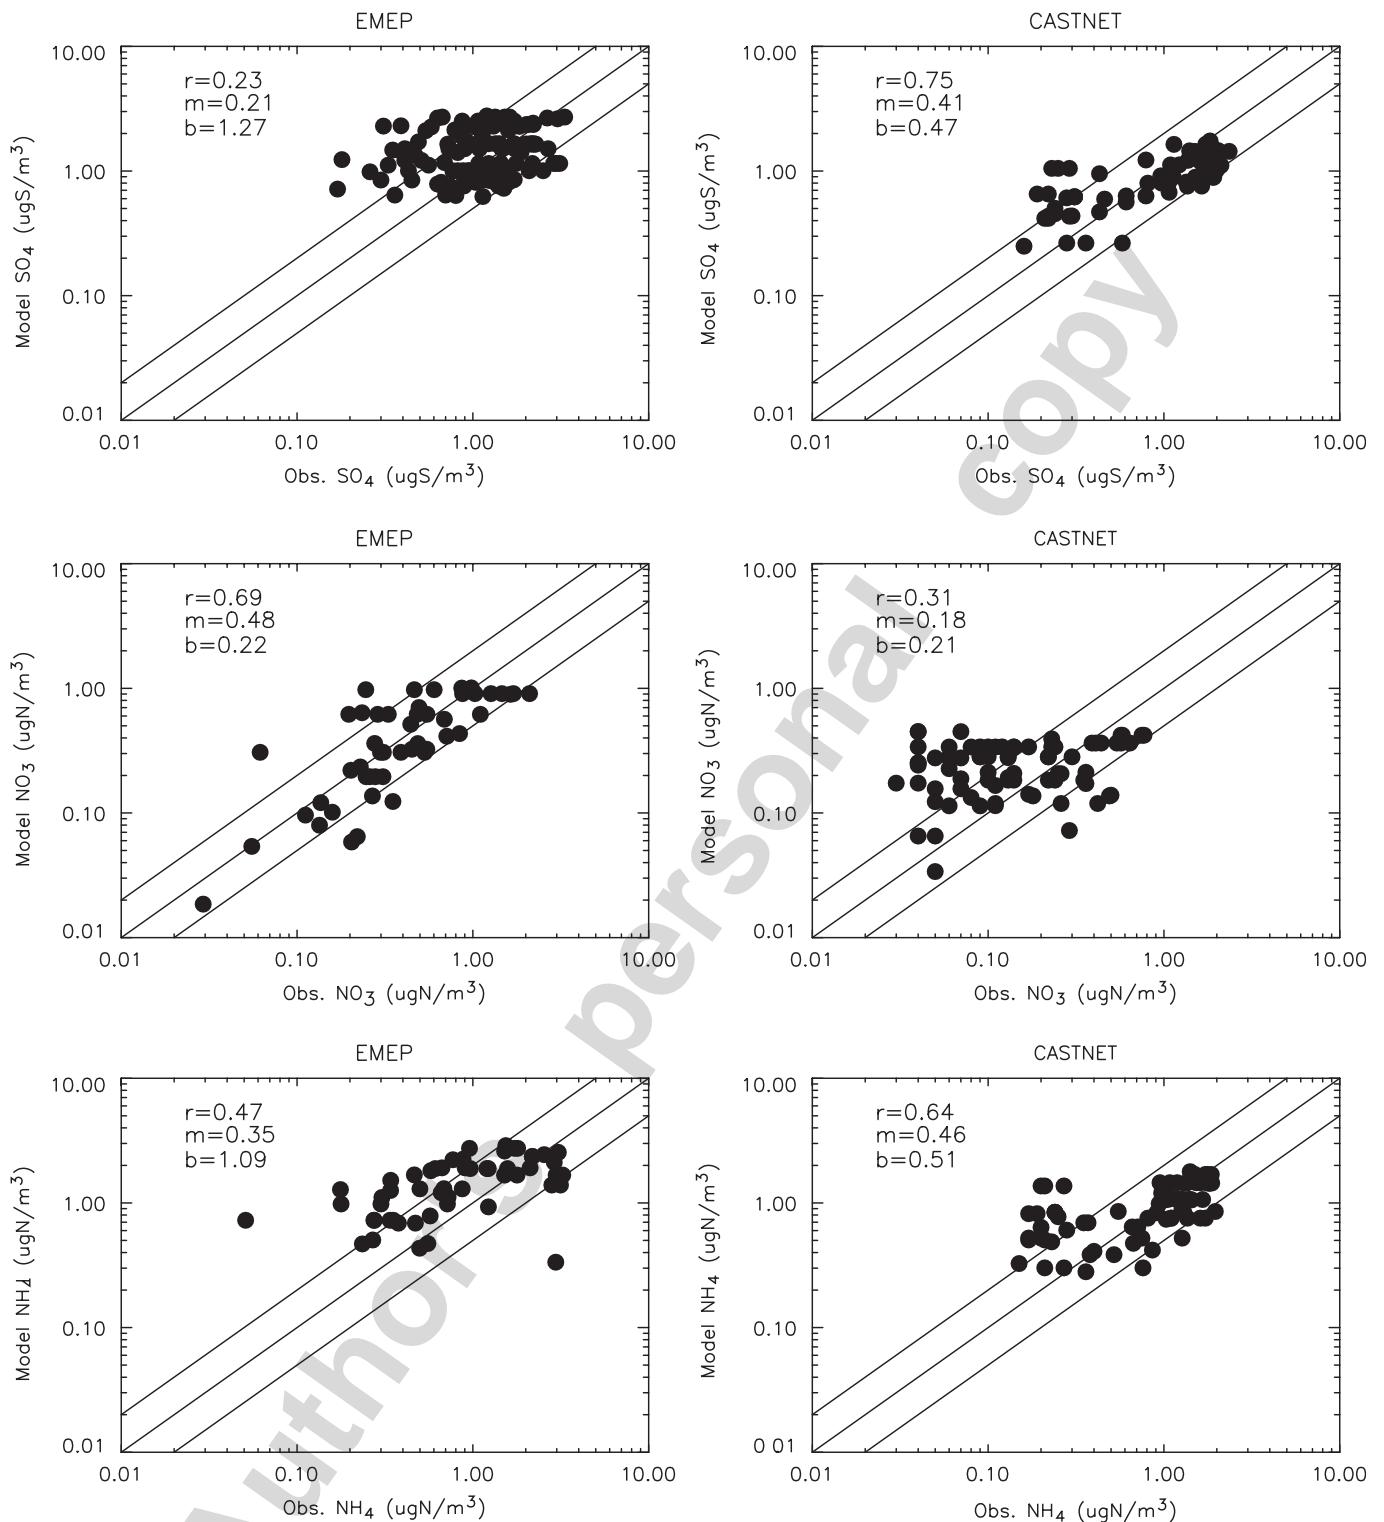 EMEP
r=0.23
m=0.21
b=1.27
10.00
1.00
0.10
0.01
0.01 0.10 1.00 10.00
Model SO4 (ugS/m3)
Obs. SO4 (ugS/m3)
CASTNET
r=0.75
m=0.41
b=0.47
10.00
1.00
0.10
0.01
0.01 0.10 1.00 10.00
Model SO4 (ugS/m3)
Obs. SO4 (ugS/m3)
EMEP
r=0.69
m=0.48
b=0.22
10.00
1.00
0.10
0.01
0.01 0.10 1.00 10.00
Model NO3 (ugN/m3)
Obs. NO3 (ugN/m3)
CASTNET
r=0.31
m=0.18
b=0.21
10.00
1.00
0.10
0.01
0.01 0.10 1.00 10.00
Model NO3 (ugN/m3)
Obs. NO3 (ugN/m3)
EMEP
r=0.47
m=0.35
b=1.09
10.00
1.00
0.10
0.01
0.01 0.10 1.00 10.00
Model NH4 (ugN/m3)
Obs. NH4 (ugN/m3)
CASTNET
r=0.64
m=0.46
b=0.51
10.00
1.00
0.10
0 01
0.01 0.10 1.00 10.00
Model NH4 (ugN/m3)
Obs. NH4 (ugN/m3)
Author's personal copy